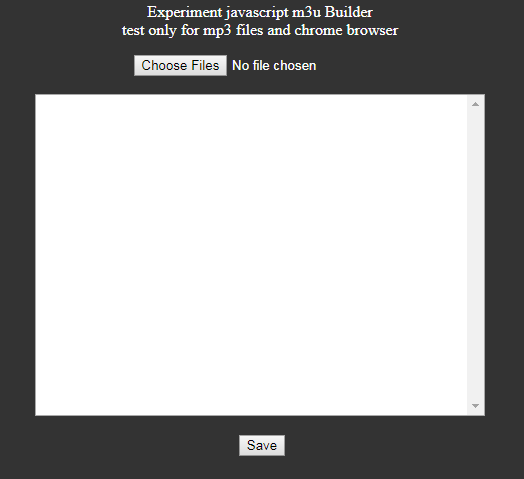 Experiment javascript m3u Builder
test only for mp3 files and chrome browser
Choose Files No file chosen
Save